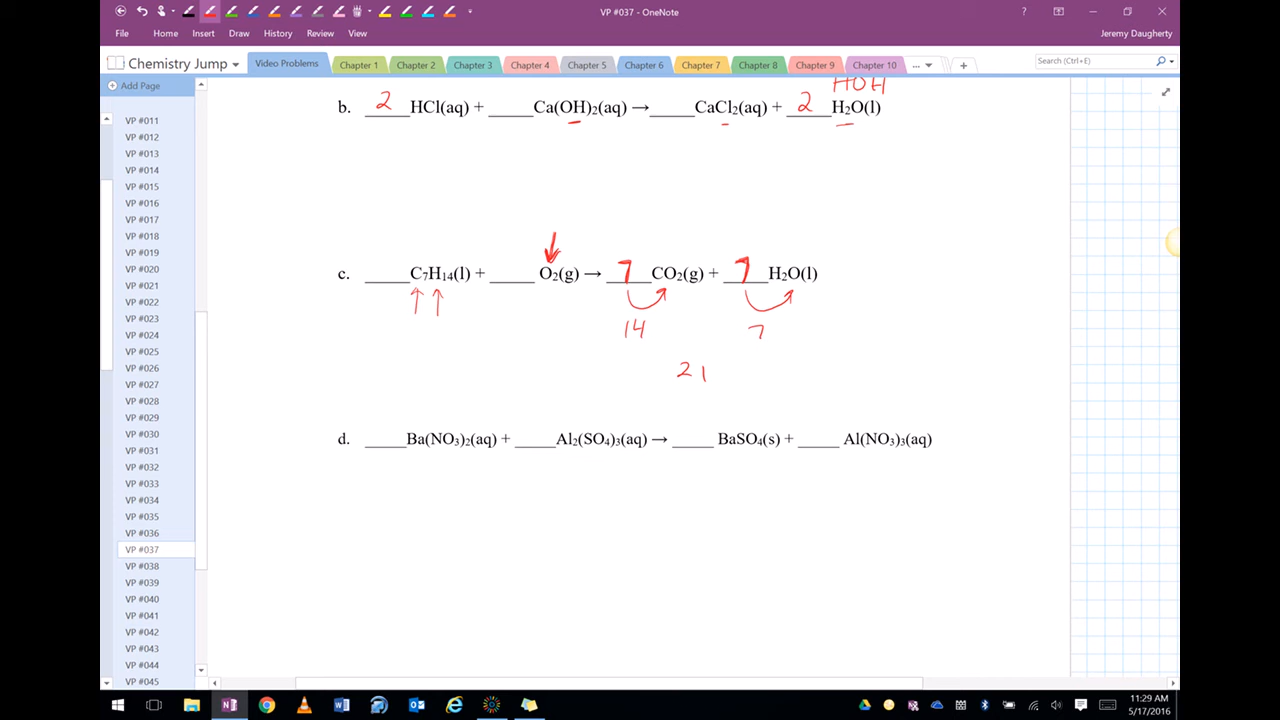 VP #037 - OneNote
File Home Insert Draw History Review View Jeremy Daugherty
Chemistry Jump Video Problems Chapter 1 Chapter 2 Chapter 3 Chapter 4 Chapter 5 Chapter 6 Chapter 7 Chapter 8 Chapter 9 Chapter 10 ... Search (Ctrl+E)
Add Page
VP #011
VP #012
VP #013
VP #014
VP #015
VP #016
VP #017
VP #018
VP #019
VP #020
VP #021
VP #022
VP #023
VP #024
VP #025
VP #026
VP #027
VP #028
VP #029
VP #030
VP #031
VP #032
VP #033
VP #034
VP #035
VP #036
VP #037
VP #038
VP #039
VP #040
VP #041
VP #042
VP #043
VP #044
VP #045
HOH
b. 2 HCl(aq) + _____Ca(OH)₂(aq) → _____CaCl₂(aq) + 2 H₂O(l)
c. _____C₇H₁₄(l) + _____ O₂(g) → 7 CO₂(g) + 7 H₂O(l)
14 7
21
d. _____Ba(NO₃)₂(aq) + _____Al₂(SO₄)₃(aq) → _____ BaSO₄(s) + _____ Al(NO₃)₃(aq)
11:29 AM
5/17/2016